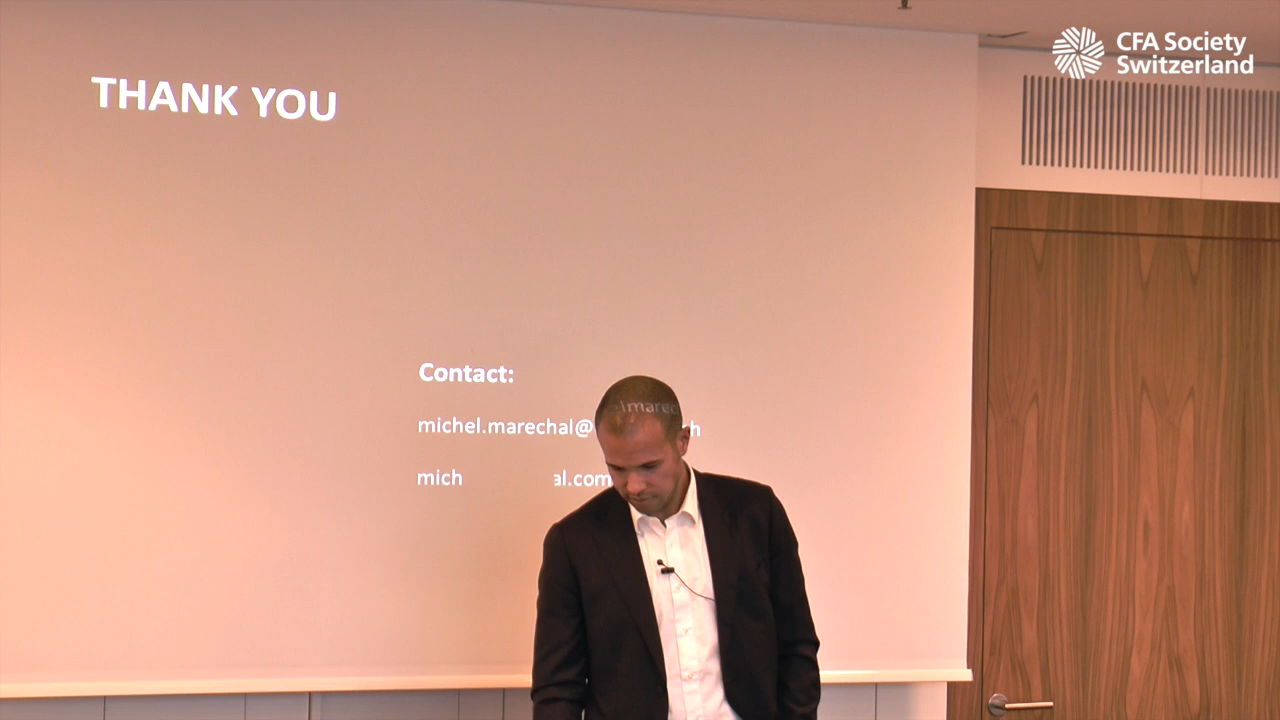 CFA Society
Switzerland
THANK YOU
Contact:
michel.marechal@
mich al.com